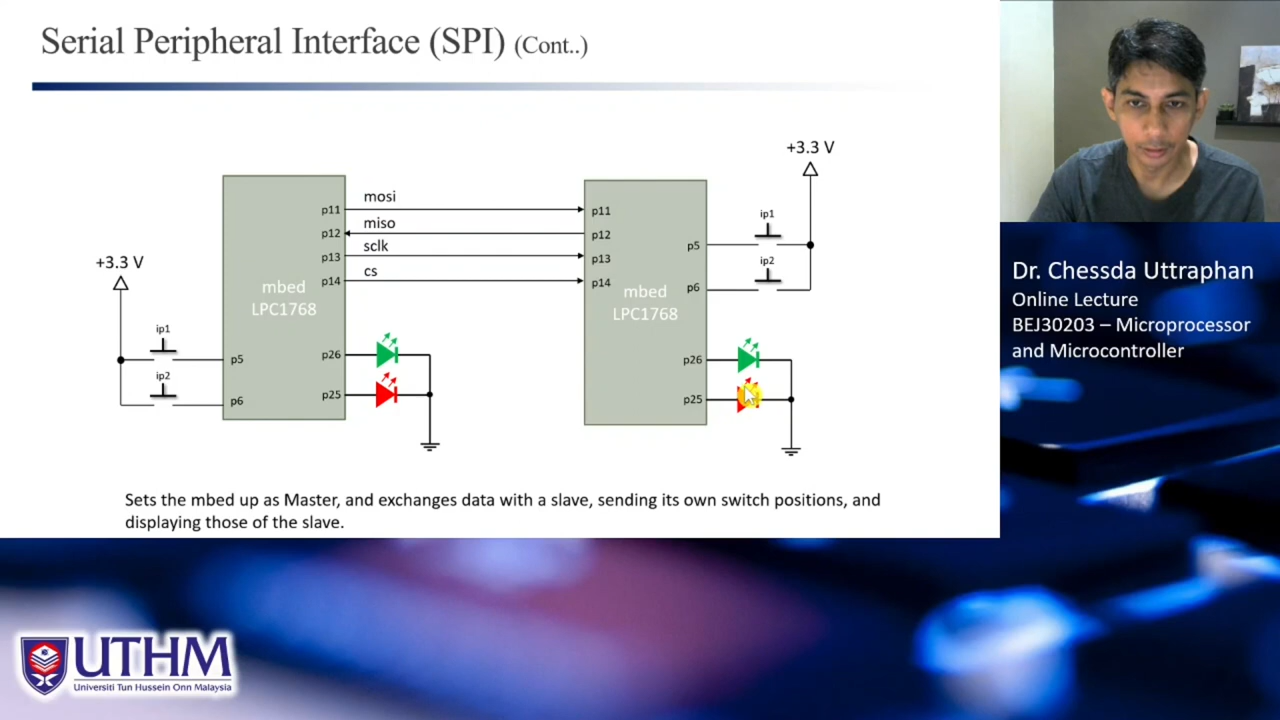 Serial Peripheral Interface (SPI) (Cont..)
+3.3 V
mosi
p11
p11
miso
p12
p12
ip1
sclk
p5
p13
p13
+3.3 V
ip2
cs
p14
p14
p6
mbed
LPC1768
mbed
LPC1768
ip1
p5
p26
p26
ip2
p6
p25
p25
Sets the mbed up as Master, and exchanges data with a slave, sending its own switch positions, and
displaying those of the slave.
Dr. Chessda Uttraphan
Online Lecture
BEJ30203 – Microprocessor
and Microcontroller
UTHM
Universiti Tun Hussein Onn Malaysia